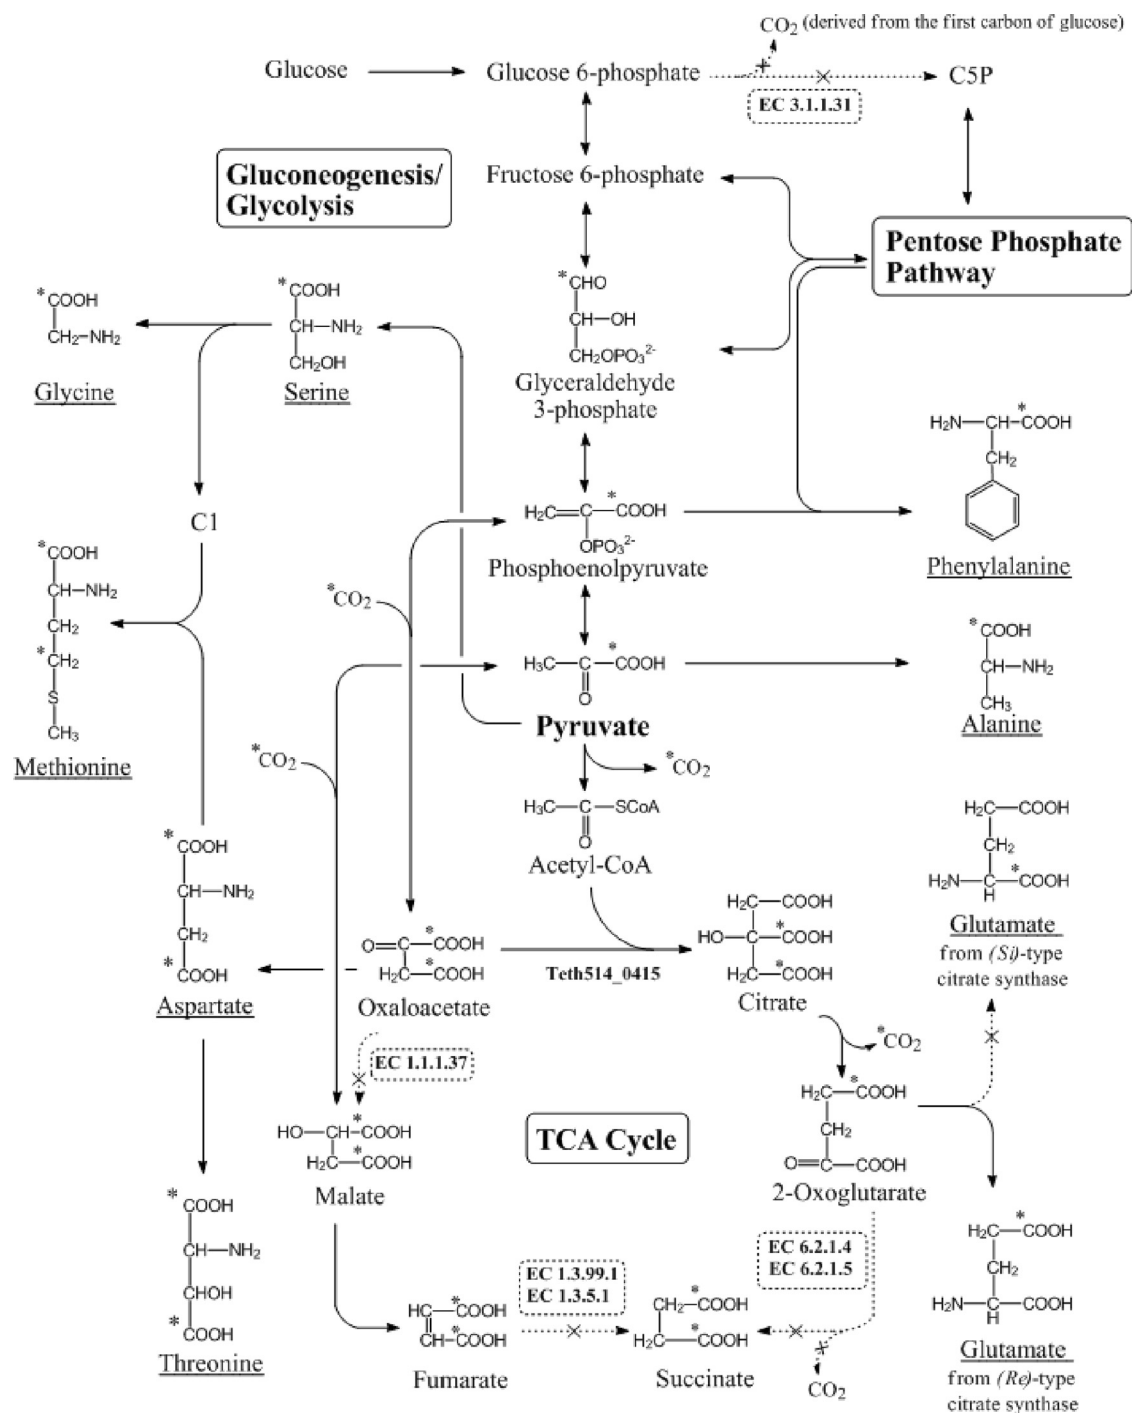 CO2 (derived from the first carbon of glucose)
Glucose
Glucose 6-phosphate
C5P
EC 3.1.1.31
Gluconeogenesis/
Glycolysis
Fructose 6-phosphate
Pentose Phosphate
Pathway
*
CHO
CH—OH
CH2OPO3 2-
Glyceraldehyde
3-phosphate
*
COOH
CH2—NH2
Glycine
*
COOH
CH—NH2
CH2OH
Serine
H2N—CH—COOH
*
CH2
Phenylalanine
C1
*
H2C=C—COOH
OPO3 2-
Phosphoenolpyruvate
*
COOH
CH—NH2
CH2
*
CH2
S
CH3
Methionine
*CO2
*
H3C—C—COOH
O
Pyruvate
*
COOH
CH—NH2
CH3
Alanine
*CO2
*CO2
H3C—C—SCoA
O
Acetyl-CoA
*
COOH
CH—NH2
CH2
*
COOH
Aspartate
O=C—COOH
*
H2C—COOH
*
Oxaloacetate
Teth514_0415
H2C—COOH
HO—C—COOH
*
H2C—COOH
*
Citrate
H2C—COOH
CH2
H2N—C—COOH
*
H
Glutamate
from (Si)-type
citrate synthase
EC 1.1.1.37
*CO2
HO—CH—COOH
*
H2C—COOH
*
Malate
TCA Cycle
H2C—COOH
*
CH2
O=C—COOH
2-Oxoglutarate
*
COOH
CH—NH2
CHOH
*
COOH
Threonine
EC 1.3.99.1
EC 1.3.5.1
EC 6.2.1.4
EC 6.2.1.5
HC—COOH
*
CH—COOH
*
Fumarate
CH2—COOH
*
H2C—COOH
*
Succinate
CO2
H2C—COOH
*
CH2
H2N—C—COOH
H
Glutamate
from (Re)-type
citrate synthase